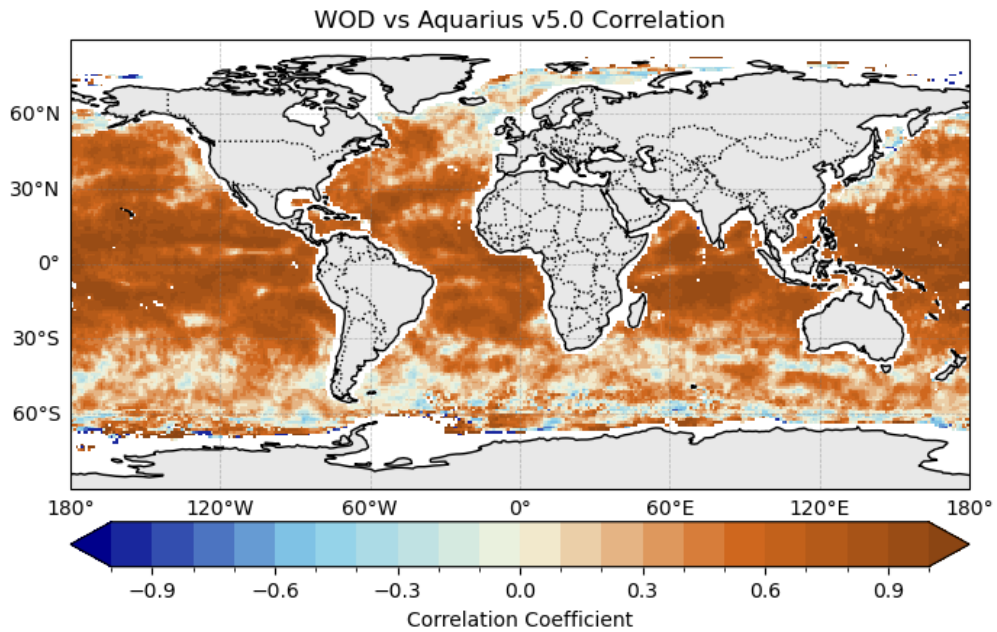 WOD vs Aquarius v5.0 Correlation
60°N
30°N
0°
30°S
60°S
180° 120°W 60°W 0° 60°E 120°E 180°
−0.9 −0.6 −0.3 0.0 0.3 0.6 0.9
Correlation Coefficient